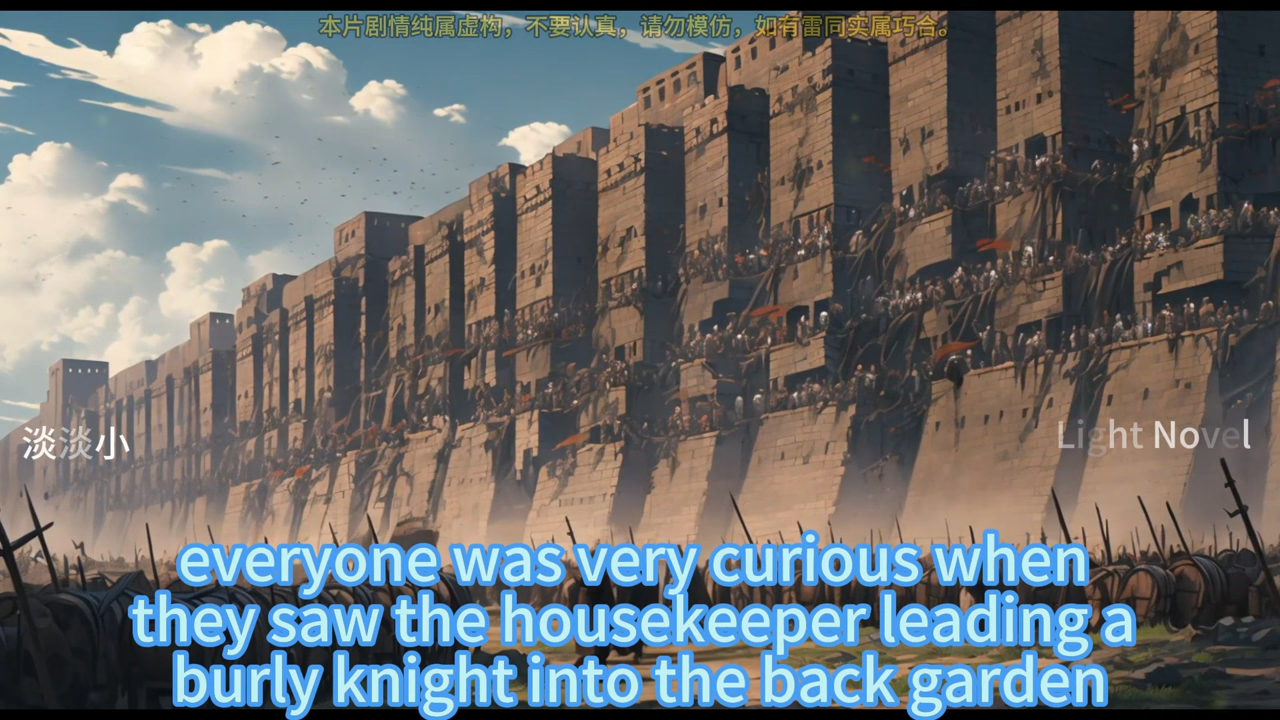 本片剧情纯属虚构，不要认真，请勿模仿，如有雷同实属巧合。
淡淡小
Light Novel
everyone was very curious when
they saw the housekeeper leading a
burly knight into the back garden